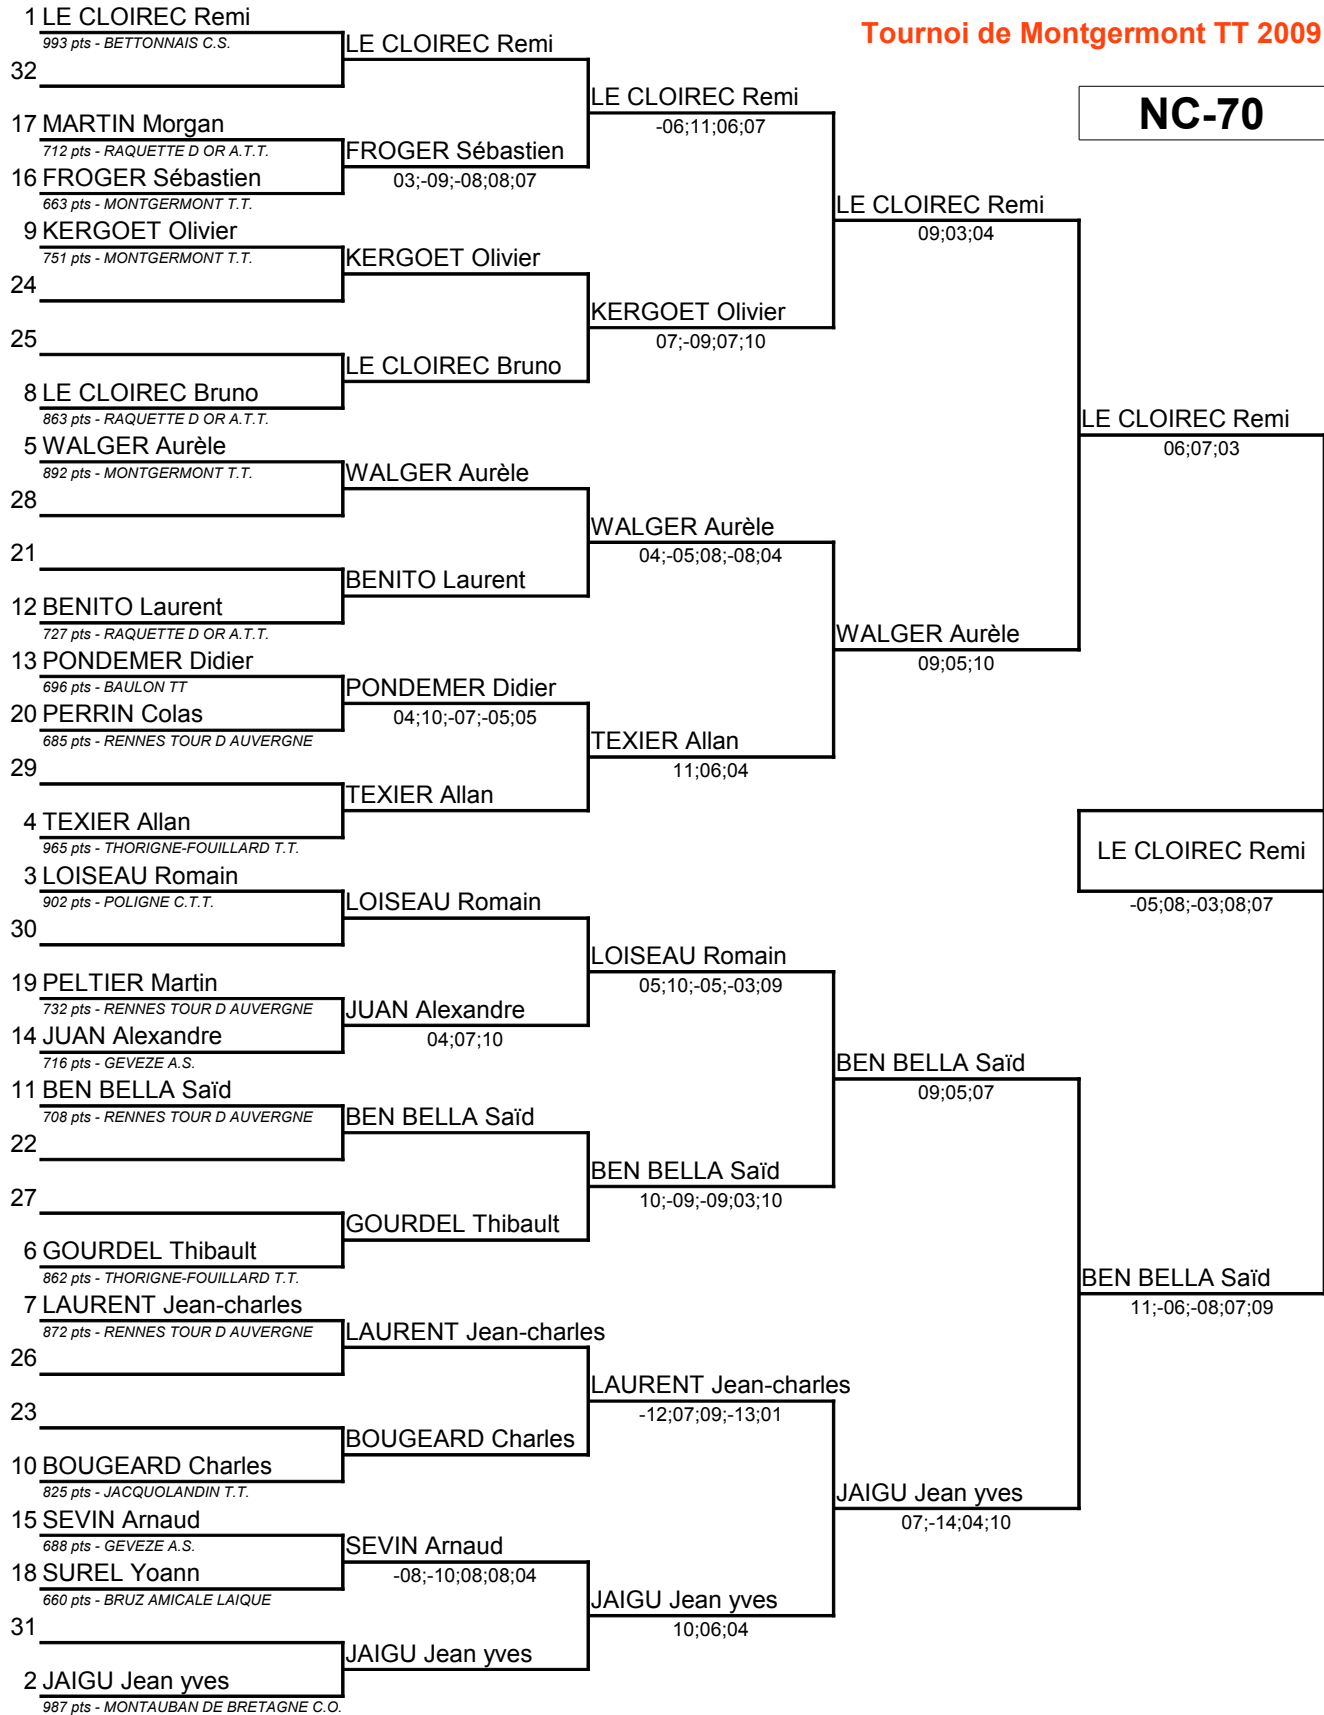 Tournoi de Montgermont TT 2009
NC-70
1 LE CLOIREC Remi
993 pts - BETTONNAIS C.S.
32
17 MARTIN Morgan
712 pts - RAQUETTE D OR A.T.T.
16 FROGER Sébastien
663 pts - MONTGERMONT T.T.
9 KERGOET Olivier
751 pts - MONTGERMONT T.T.
24
25
8 LE CLOIREC Bruno
863 pts - RAQUETTE D OR A.T.T.
5 WALGER Aurèle
892 pts - MONTGERMONT T.T.
28
21
12 BENITO Laurent
727 pts - RAQUETTE D OR A.T.T.
13 PONDEMER Didier
696 pts - BAULON TT
20 PERRIN Colas
685 pts - RENNES TOUR D AUVERGNE
29
4 TEXIER Allan
965 pts - THORIGNE-FOUILLARD T.T.
3 LOISEAU Romain
902 pts - POLIGNE C.T.T.
30
19 PELTIER Martin
732 pts - RENNES TOUR D AUVERGNE
14 JUAN Alexandre
716 pts - GEVEZE A.S.
11 BEN BELLA Saïd
708 pts - RENNES TOUR D AUVERGNE
22
27
6 GOURDEL Thibault
862 pts - THORIGNE-FOUILLARD T.T.
7 LAURENT Jean-charles
872 pts - RENNES TOUR D AUVERGNE
26
23
10 BOUGEARD Charles
825 pts - JACQUOLANDIN T.T.
15 SEVIN Arnaud
688 pts - GEVEZE A.S.
18 SUREL Yoann
660 pts - BRUZ AMICALE LAIQUE
31
2 JAIGU Jean yves
987 pts - MONTAUBAN DE BRETAGNE C.O.
LE CLOIREC Remi
FROGER Sébastien
03;-09;-08;08;07
KERGOET Olivier
LE CLOIREC Bruno
WALGER Aurèle
BENITO Laurent
PONDEMER Didier
04;10;-07;-05;05
TEXIER Allan
LOISEAU Romain
JUAN Alexandre
04;07;10
BEN BELLA Saïd
GOURDEL Thibault
LAURENT Jean-charles
BOUGEARD Charles
SEVIN Arnaud
-08;-10;08;08;04
JAIGU Jean yves
LE CLOIREC Remi
-06;11;06;07
KERGOET Olivier
07;-09;07;10
WALGER Aurèle
04;-05;08;-08;04
TEXIER Allan
11;06;04
LOISEAU Romain
05;10;-05;-03;09
BEN BELLA Saïd
10;-09;-09;03;10
LAURENT Jean-charles
-12;07;09;-13;01
JAIGU Jean yves
10;06;04
LE CLOIREC Remi
09;03;04
WALGER Aurèle
09;05;10
BEN BELLA Saïd
09;05;07
JAIGU Jean yves
07;-14;04;10
LE CLOIREC Remi
06;07;03
BEN BELLA Saïd
11;-06;-08;07;09
LE CLOIREC Remi
-05;08;-03;08;07